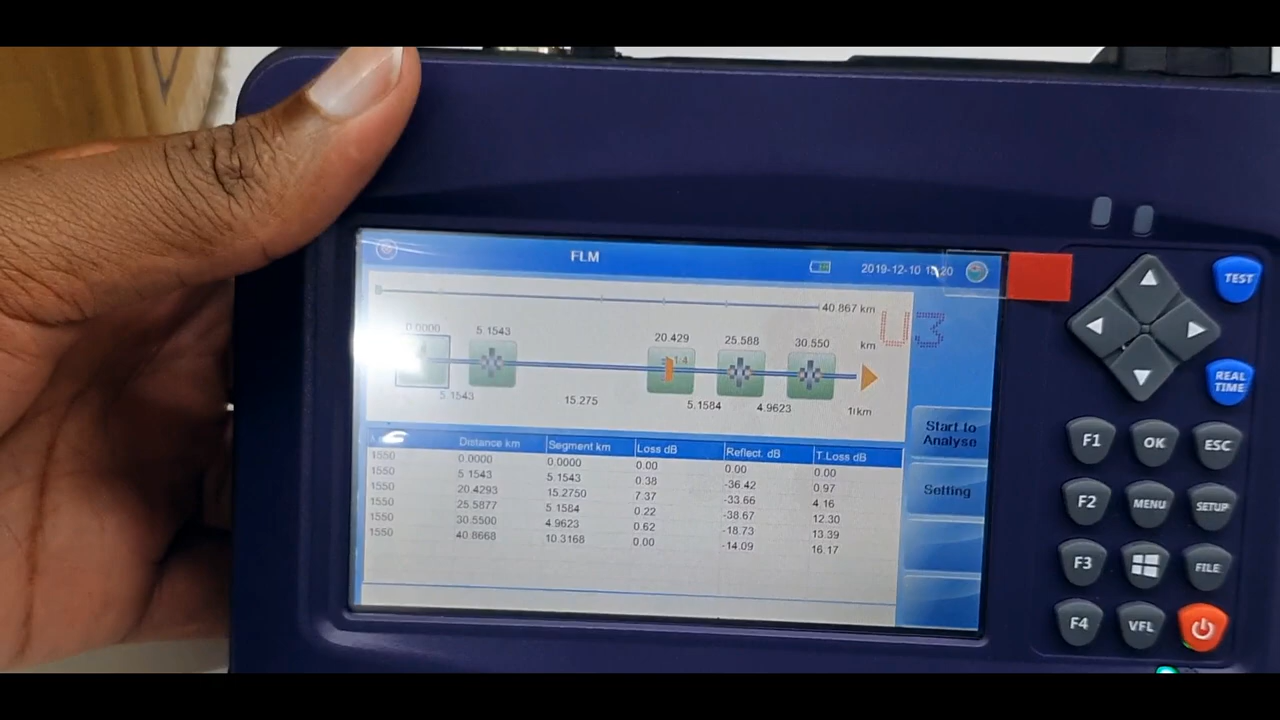 FLM
2019-12-10
40.867 km
U3
0.0000 5.1543 20.429 25.588 30.550 km
1:4
5.1543 15.275 5.1584 4.9623 km
Distance km Segment km Loss dB Reflect. dB T.Loss dB
1550 0.0000 0.0000 0.00 0.00 0.00
1550 5.1543 5.1543 0.38 -36.42 0.97
1550 20.4293 15.2750 7.37 -33.66 4.16
1550 25.5877 5.1584 0.22 -38.67 12.30
1550 30.5500 4.9623 0.62 -18.73 13.39
1550 40.8668 10.3168 0.00 -14.09 16.17
Start to
Analyse
Setting
TEST
REAL
TIME
F1 OK ESC
F2 MENU SETUP
F3 FILE
F4 VFL